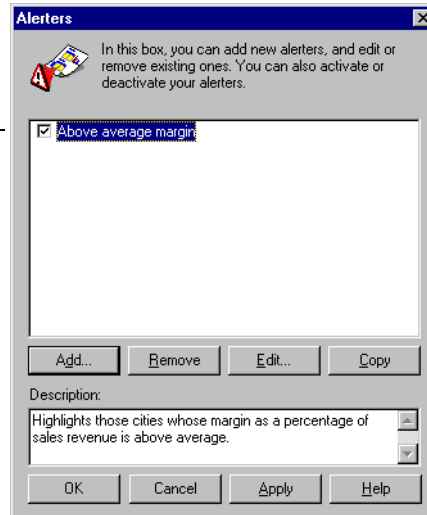 Alerters
In this box, you can add new alerters, and edit or
remove existing ones. You can also activate or
deactivate your alerters.
Above average margin
Add... Remove Edit... Copy
Description:
Highlights those cities whose margin as a percentage of
sales revenue is above average.
OK Cancel Apply Help